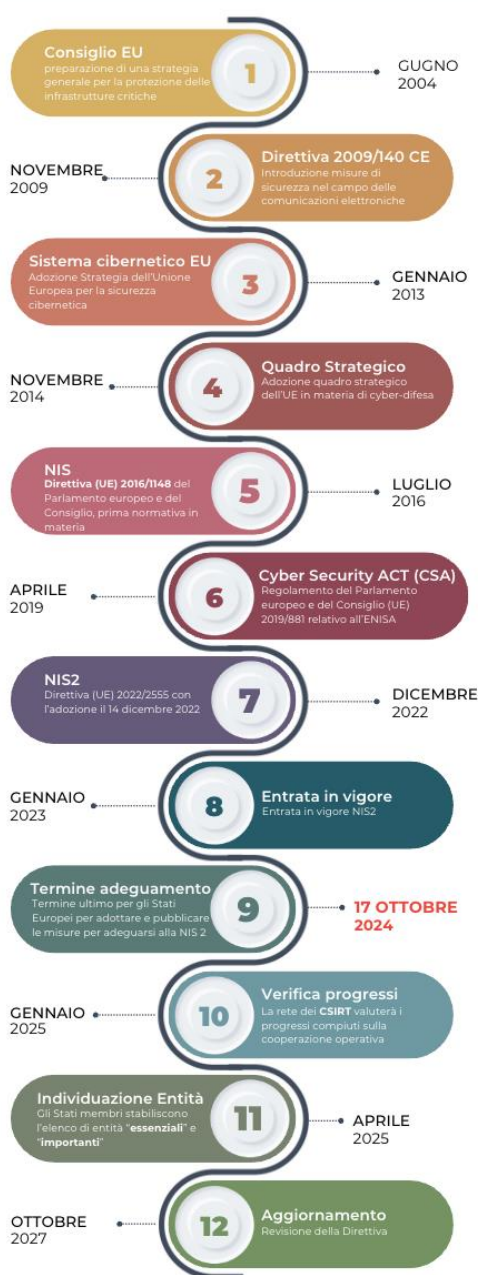 Consiglio EU
preparazione di una strategia
generale per la protezione delle
infrastrutture critiche
1
GUGNO
2004
NOVEMBRE
2009
2
Direttiva 2009/140 CE
Introduzione misure di
sicurezza nel campo delle
comunicazioni elettroniche
Sistema cibernetico EU
Adozione Strategia dell'Unione
Europea per la sicurezza
cibernetica
3
GENNAIO
2013
NOVEMBRE
2014
4
Quadro Strategico
Adozione quadro strategico
dell'UE in materia di cyber-difesa
NIS
Direttiva (UE) 2016/1148 del
Parlamento europeo e del
Consiglio, prima normativa in
materia
5
LUGLIO
2016
APRILE
2019
6
Cyber Security ACT (CSA)
Regolamento del Parlamento
europeo e del Consiglio (UE)
2019/881 relativo all'ENISA
NIS2
Direttiva (UE) 2022/2555 con
l'adozione il 14 dicembre 2022
7
DICEMBRE
2022
GENNAIO
2023
8
Entrata in vigore
Entrata in vigore NIS2
Termine adeguamento
Termine ultimo per gli Stati
Europei per adottare e pubblicare
le misure per adeguarsi alla NIS 2
9
17 OTTOBRE
2024
GENNAIO
2025
10
Verifica progressi
La rete dei CSIRT valuterà i
progressi compiuti sulla
cooperazione operativa
Individuazione Entità
Gli Stati membri stabiliscono
l'elenco di entità "essenziali" e
"importanti"
11
APRILE
2025
OTTOBRE
2027
12
Aggiornamento
Revisione della Direttiva